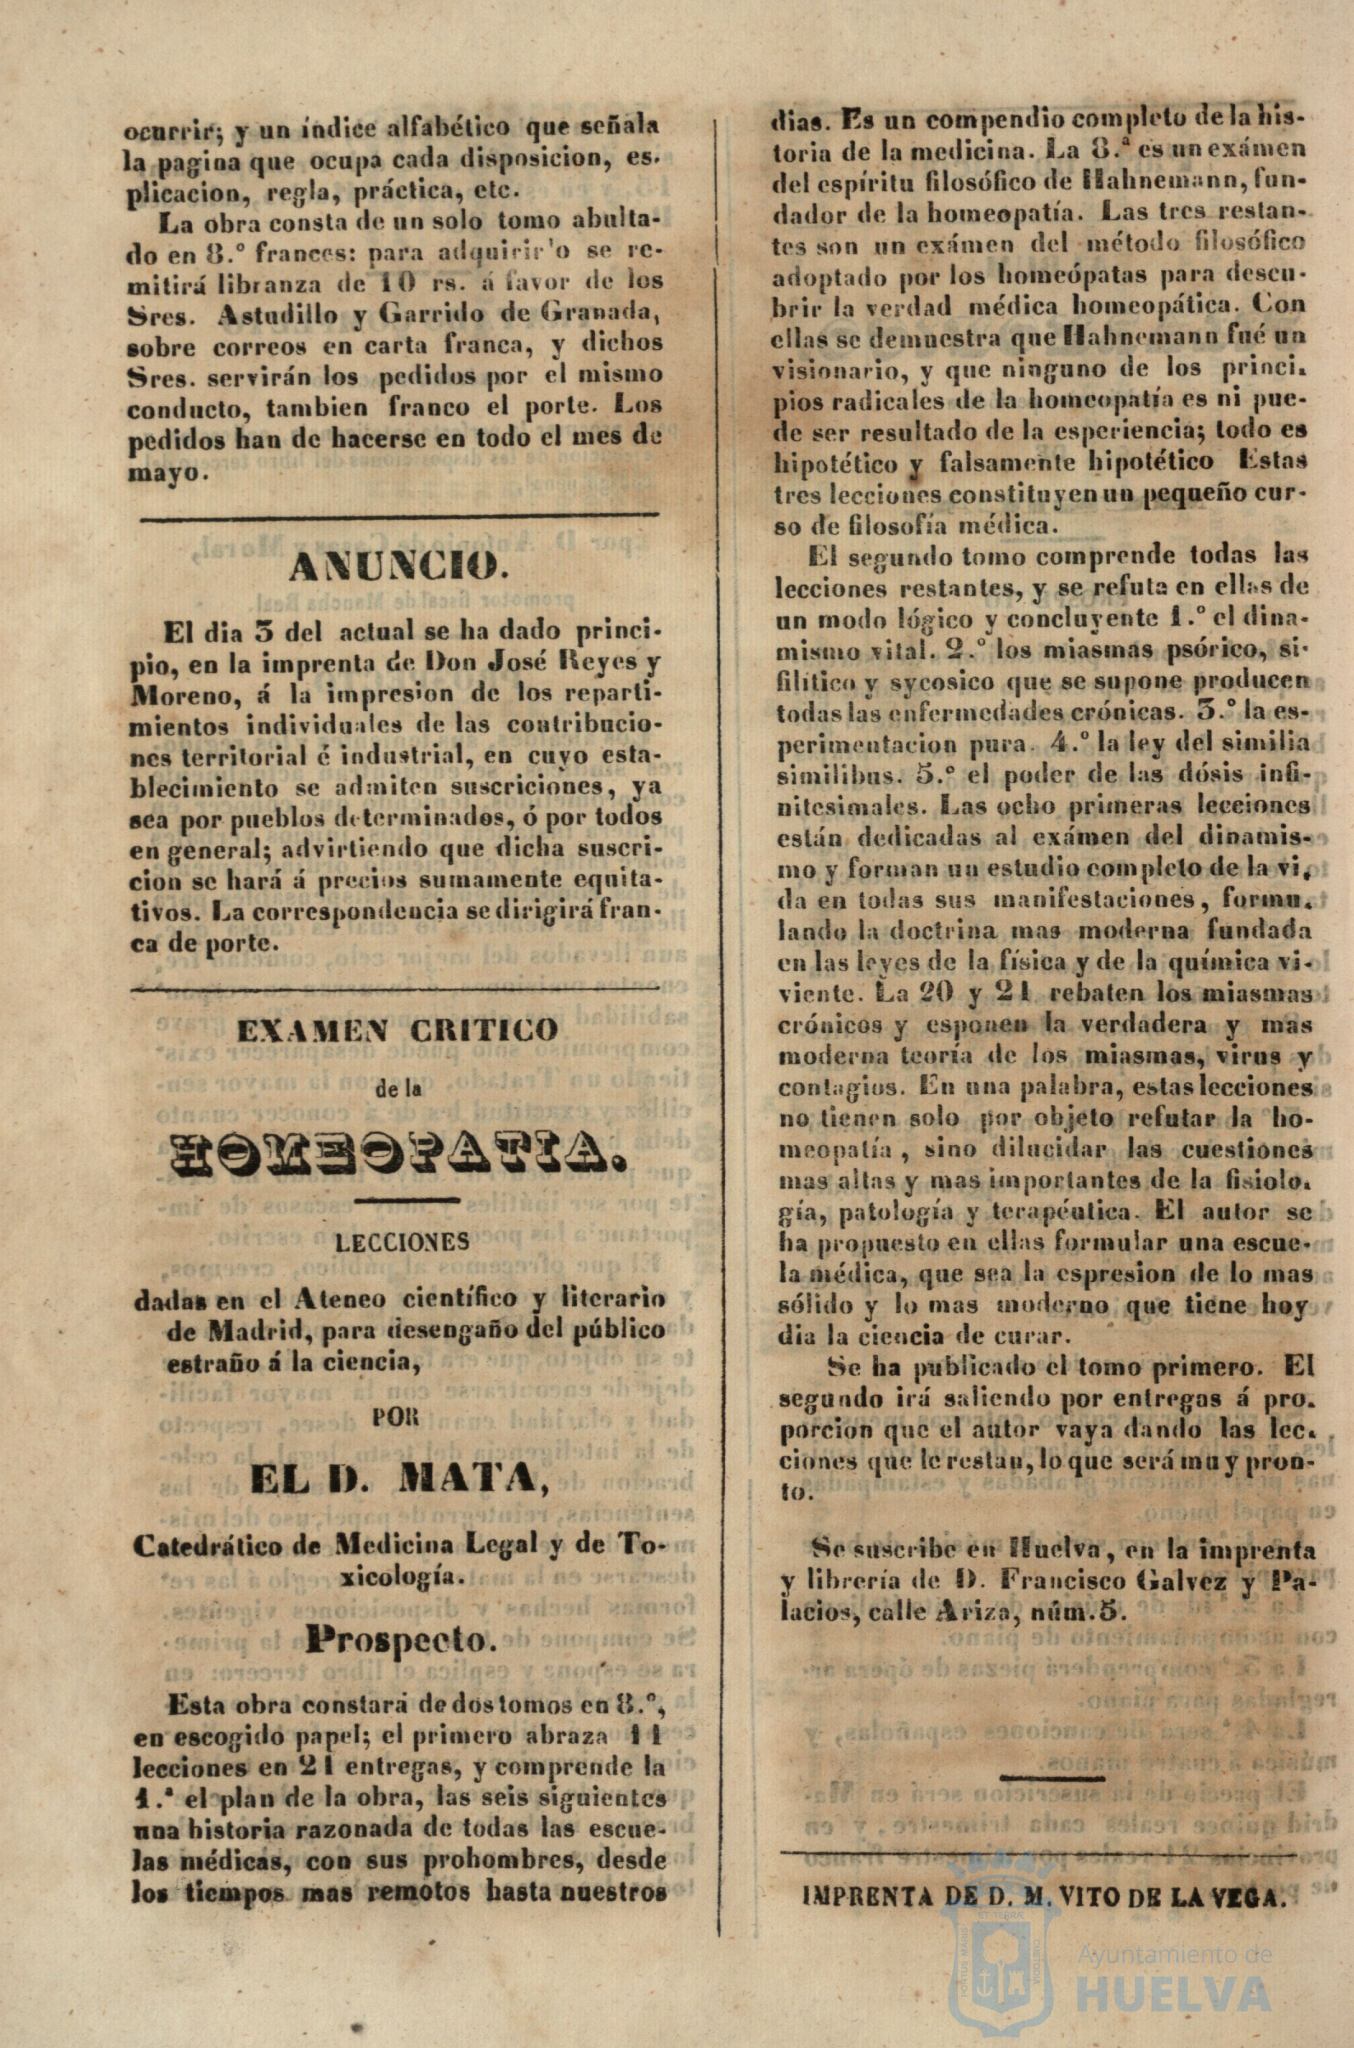 ocurrir; y un índice alfabético que señala
la pagina que ocupa cada disposicion, es-
plicacion, regla, práctica, etc.
La obra consta de un solo tomo abulta-
do en 8.º frances: para adquirir'o se re-
mitirá libranza de 10 rs. á favor de los
Sres. Astudillo y Garrido de Granada,
sobre correos en carta franca, y dichos
Sres. servirán los pedidos por el mismo
conducto, tambien franco el porte. Los
pedidos han de hacerse en todo el mes de
mayo.
ANUNCIO.
El dia 3 del actual se ha dado princi-
pio, en la imprenta de Don José Reyes y
Moreno, á la impresion de los reparti-
mientos individuales de las contribucio-
nes territorial é industrial, en cuyo esta-
blecimiento se admiten suscriciones, ya
sea por pueblos determinados, ó por todos
en general; advirtiendo que dicha suscri-
cion se hará á precios sumamente equita-
tivos. La correspondencia se dirigirá fran-
ca de porte.
EXAMEN CRITICO
de la
HOMEOPATIA.
LECCIONES
dadas en el Ateneo científico y literario
de Madrid, para desengaño del público
estraño á la ciencia,
POR
EL D. MATA,
Catedrático de Medicina Legal y de To-
xicología.
Prospecto.
Esta obra constará de dos tomos en 8.º,
en escogido papel; el primero abraza 11
lecciones en 21 entregas, y comprende la
1.ª el plan de la obra, las seis siguientes
una historia razonada de todas las escue-
las médicas, con sus prohombres, desde
los tiempos mas remotos hasta nuestros
dias. Es un compendio completo de la his-
toria de la medicina. La 8.ª es un exámen
del espíritu filosófico de Hahnemann, fun-
dador de la homeopatía. Las tres restan-
tes son un exámen del método filosófico
adoptado por los homeópatas para descu-
brir la verdad médica homeopática. Con
ellas se demuestra que Hahnemann fué un
visionario, y que ninguno de los princi.
pios radicales de la homeopatía es ni pue-
de ser resultado de la esperiencia; todo es
hipotético y falsamente hipotético Estas
tres lecciones constituyen un pequeño cur-
so de filosofía médica.
El segundo tomo comprende todas las
lecciones restantes, y se refuta en ellas de
un modo lógico y concluyente 1.º el dina-
mismo vital. 2.º los miasmas psórico, si-
filítico y sycosico que se supone producen
todas las enfermedades crónicas. 3.º la es-
perimentacion pura. 4.º la ley del similia
similibus. 5.º el poder de las dósis infi-
nitesimales. Las ocho primeras lecciones
están dedicadas al exámen del dinamis-
mo y forman un estudio completo de la vi,
da en todas sus manifestaciones, formu.
lando la doctrina mas moderna fundada
en las leyes de la física y de la química vi-
viente. La 20 y 21 rebaten los miasmas
crónicos y esponen la verdadera y mas
moderna teoría de los miasmas, virus y
contagios. En una palabra, estas lecciones
no tienen solo por objeto refutar la ho-
meopatía, sino dilucidar las cuestiones
mas altas y mas importantes de la fisiolo.
gía, patología y terapéutica. El autor se
ha propuesto en ellas formular una escue-
la médica, que sea la espresion de lo mas
sólido y lo mas moderno que tiene hoy
dia la ciencia de curar.
Se ha publicado el tomo primero. El
segundo irá saliendo por entregas á pro.
porcion que el autor vaya dando las lec.
ciones que le restan, lo que será muy pron-
to.
Se suscribe en Huelva, en la imprenta
y librería de D. Francisco Galvez y Pa-
lacios, calle Ariza, núm. 5.
IMPRENTA DE D. M. VITO DE LA VEGA.
Ayuntamiento de
HUELVA